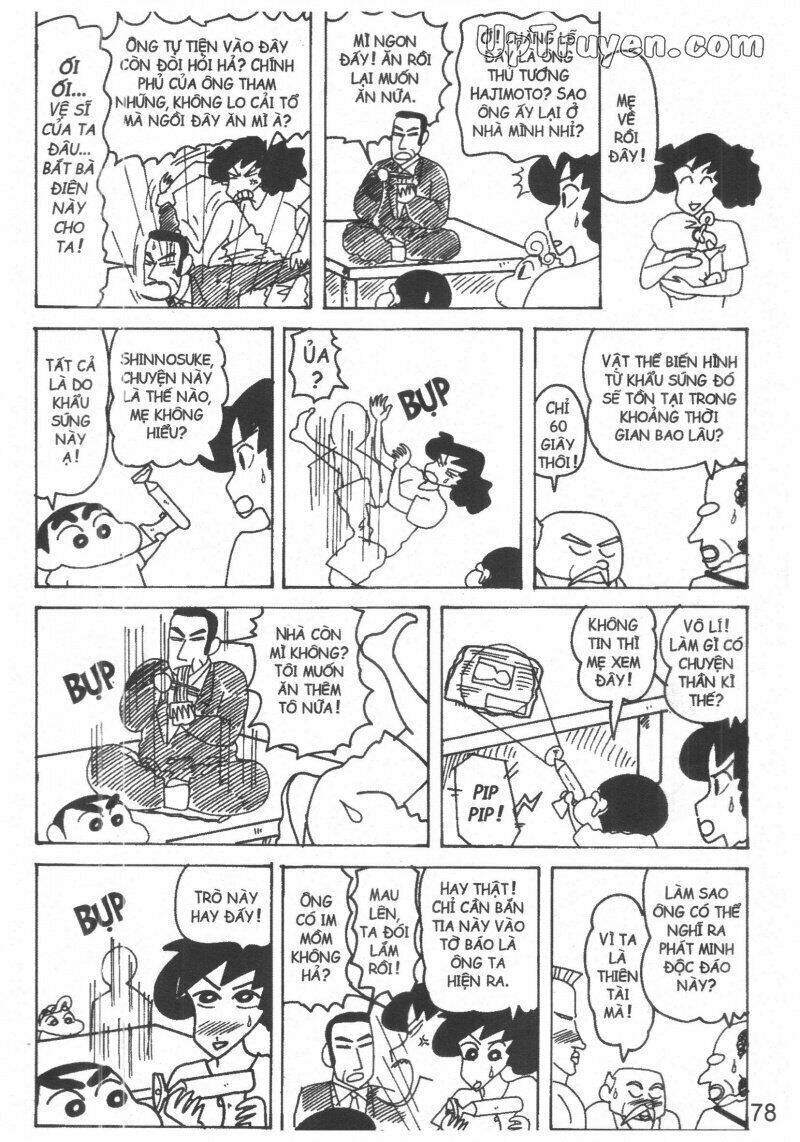 UpTruyen.com
MẸ
VỀ
RỒI
ĐÂY!
Ơ! CHẲNG LẼ
ĐÂY LÀ ÔNG
THỦ TƯỚNG
HAJIMOTO? SAO
ÔNG ẤY LẠI Ở
NHÀ MÌNH NHỈ?
MÌ NGON
ĐẤY! ĂN RỒI
LẠI MUỐN
ĂN NỮA.
ÔNG TỰ TIỆN VÀO ĐÂY
CÒN ĐÒI HỎI HẢ? CHÍNH
PHỦ CỦA ÔNG THAM
NHŨNG, KHÔNG LO CẢI TỔ
MÀ NGỒI ĐÂY ĂN MÌ À?
ỐI
ỐI...
VỆ SĨ
CỦA TA
ĐÂU...
BẮT BÀ
ĐIÊN
NÀY
CHO
TA!
VẬT THỂ BIẾN HÌNH
TỪ KHẨU SÚNG ĐÓ
SẼ TỒN TẠI TRONG
KHOẢNG THỜI
GIAN BAO LÂU?
CHỈ
60
GIÂY
THÔI!
BỤP
ỦA
?
SHINNOSUKE,
CHUYỆN NÀY
LÀ THẾ NÀO,
MẸ KHÔNG
HIỂU?
TẤT CẢ
LÀ DO
KHẨU
SÚNG
NÀY
Ạ!
VÔ LÍ!
LÀM GÌ CÓ
CHUYỆN
THẦN KÌ
THẾ?
KHÔNG
TIN THÌ
MẸ XEM
ĐÂY!
PIP
PIP!
NHÀ CÒN
MÌ KHÔNG?
TÔI MUỐN
ĂN THÊM
TÔ NỮA!
BỤP
LÀM SAO
ÔNG CÓ THỂ
NGHĨ RA
PHÁT MINH
ĐỘC ĐÁO
NÀY?
VÌ TA
LÀ
THIÊN
TÀI
MÀ!
HAY THẬT!
CHỈ CẦN BẮN
TIA NÀY VÀO
TỜ BÁO LÀ
ÔNG TA
HIỆN RA.
MAU
LÊN,
TA ĐÓI
LẮM
RỒI!
ÔNG
CÓ IM
MỒM
KHÔNG
HẢ?
TRÒ NÀY
HAY ĐẤY!
BỤP
78